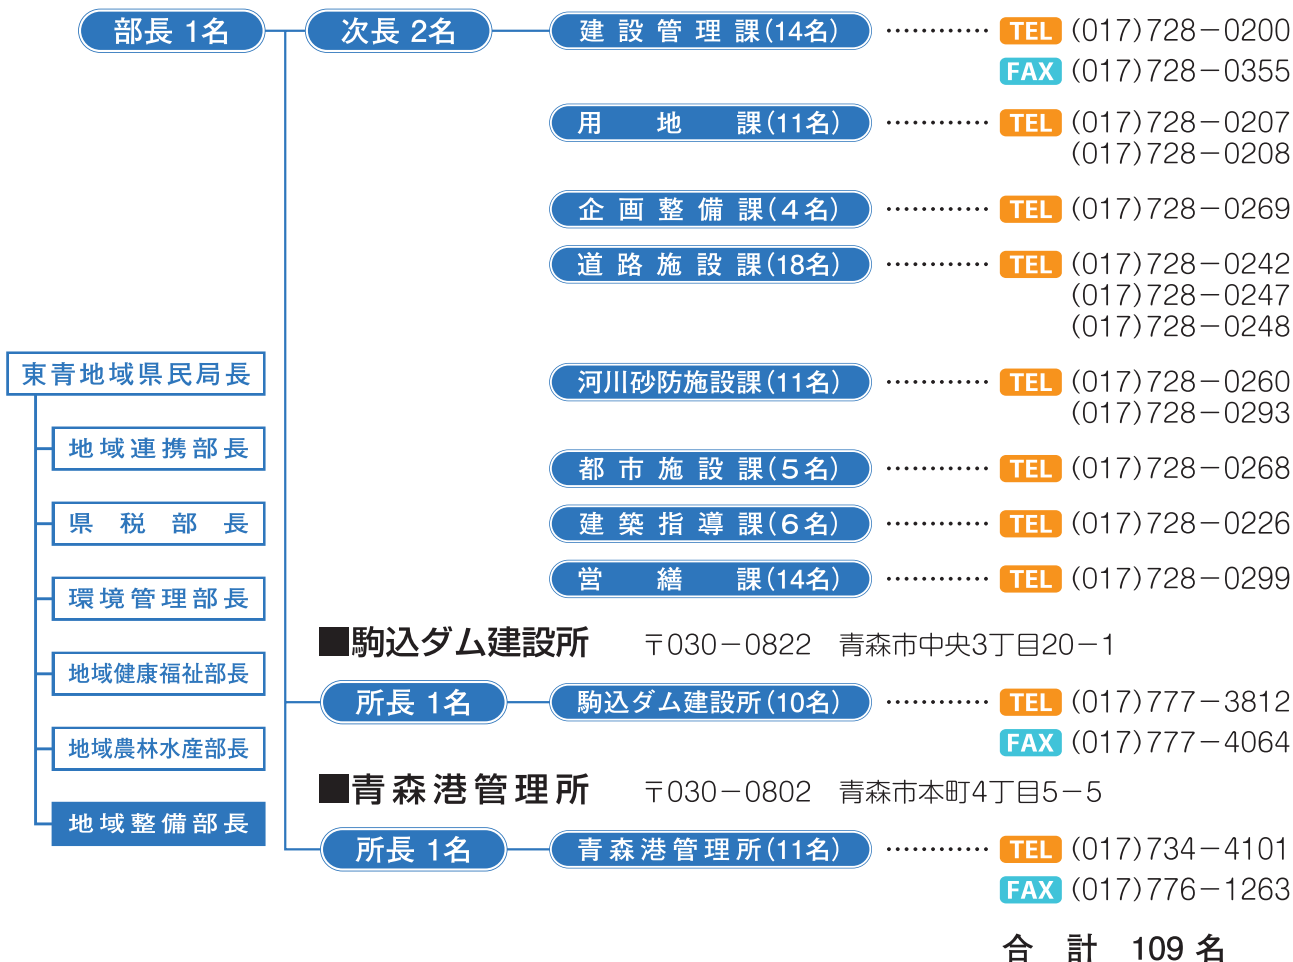 部長 1名 次長 2名 建設管理課(14名) ………… TEL (017)728−0200
FAX (017)728−0355
用地課(11名) ………… TEL (017)728−0207
(017)728−0208
企画整備課(4名) ………… TEL (017)728−0269
道路施設課(18名) ………… TEL (017)728−0242
(017)728−0247
(017)728−0248
河川砂防施設課(11名) ………… TEL (017)728−0260
(017)728−0293
都市施設課(5名) ………… TEL (017)728−0268
建築指導課(6名) ………… TEL (017)728−0226
営繕課(14名) ………… TEL (017)728−0299
東青地域県民局長
地域連携部長
県税部長
環境管理部長
地域健康福祉部長
地域農林水産部長
地域整備部長
■駒込ダム建設所 〒030−0822 青森市中央3丁目20−1
所長 1名 駒込ダム建設所(10名) ………… TEL (017)777−3812
FAX (017)777−4064
■青森港管理所 〒030−0802 青森市本町4丁目5−5
所長 1名 青森港管理所(11名) ………… TEL (017)734−4101
FAX (017)776−1263
合計 109名